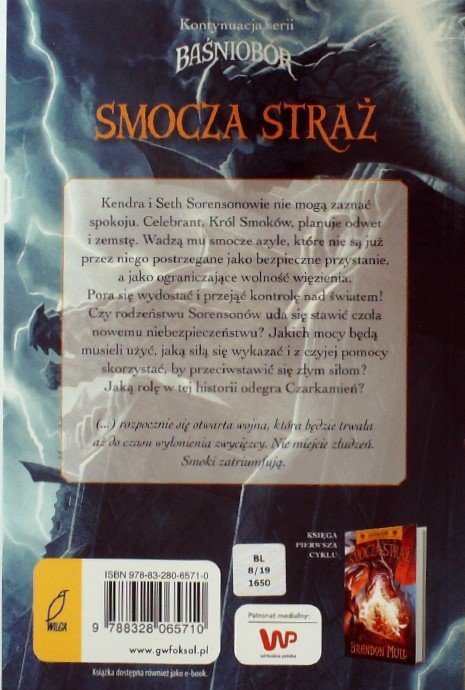 Kontynuacja serii
BAŚNIOBÓR
SMOCZA STRAŻ
Kendra i Seth Sorensonowie nie mogą zaznać
spokoju. Celebrant, Król Smoków, planuje odwet
i zemstę. Wadzą mu smocze azyle, które nie są już
przez niego postrzegane jako bezpieczne przystanie,
a jako ograniczające wolność więzienia.
Pora się wydostać i przejąć kontrolę nad światem!
Czy rodzeństwu Sorensonów uda się stawić czoła
nowemu niebezpieczeństwu? Jakich mocy będą
musieli użyć, jaką siłą się wykazać i z czyjej pomocy
skorzystać, by przeciwstawić się złym siłom?
Jaką rolę w tej historii odegra Czarkamień?
(...) rozpocznie się otwarta wojna, która będzie trwała
aż do czasu wyłonienia zwycięzcy. Nie miejcie złudzeń.
Smoki zatriumfują.
KSIĘGA
PIERWSZA
CYKLU
SMOCZA STRAŻ
BRANDON MULL
BL
8/19
1650
Patronat medialny:
WP
wirtualna polska
WILGA
ISBN 978-83-280-6571-0
9 788328 065710
www.gwfoksal.pl
Książka dostępna również jako e-book.